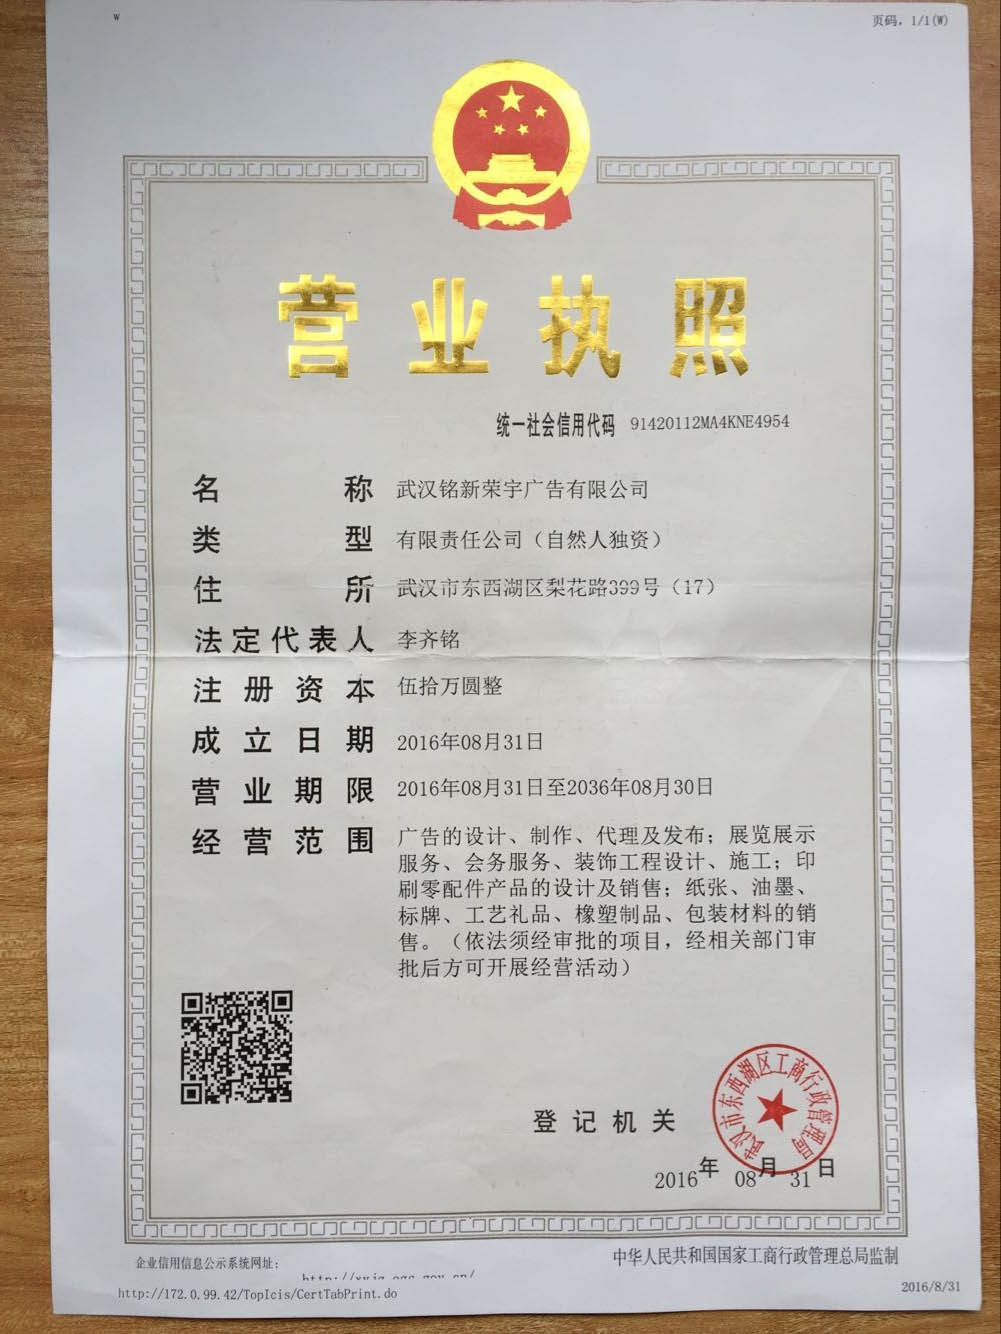 W
页码，1/1(W)
营业执照
统一社会信用代码 91420112MA4KNE4954
名称 武汉铭新荣宇广告有限公司
类型 有限责任公司（自然人独资）
住所 武汉市东西湖区梨花路399号（17）
法定代表人 李齐铭
注册资本 伍拾万圆整
成立日期 2016年08月31日
营业期限 2016年08月31日至2036年08月30日
经营范围 广告的设计、制作、代理及发布；展览展示
服务、会务服务、装饰工程设计、施工；印
刷零配件产品的设计及销售；纸张、油墨、
标牌、工艺礼品、橡塑制品、包装材料的销
售。（依法须经审批的项目，经相关部门审
批后方可开展经营活动）
武汉市东西湖区工商行政管理局
登记机关
2016年08月31日
企业信用信息公示系统网址：
中华人民共和国国家工商行政管理总局监制
http://172.0.99.42/TopIcis/CertTabPrint.do
2016/8/31